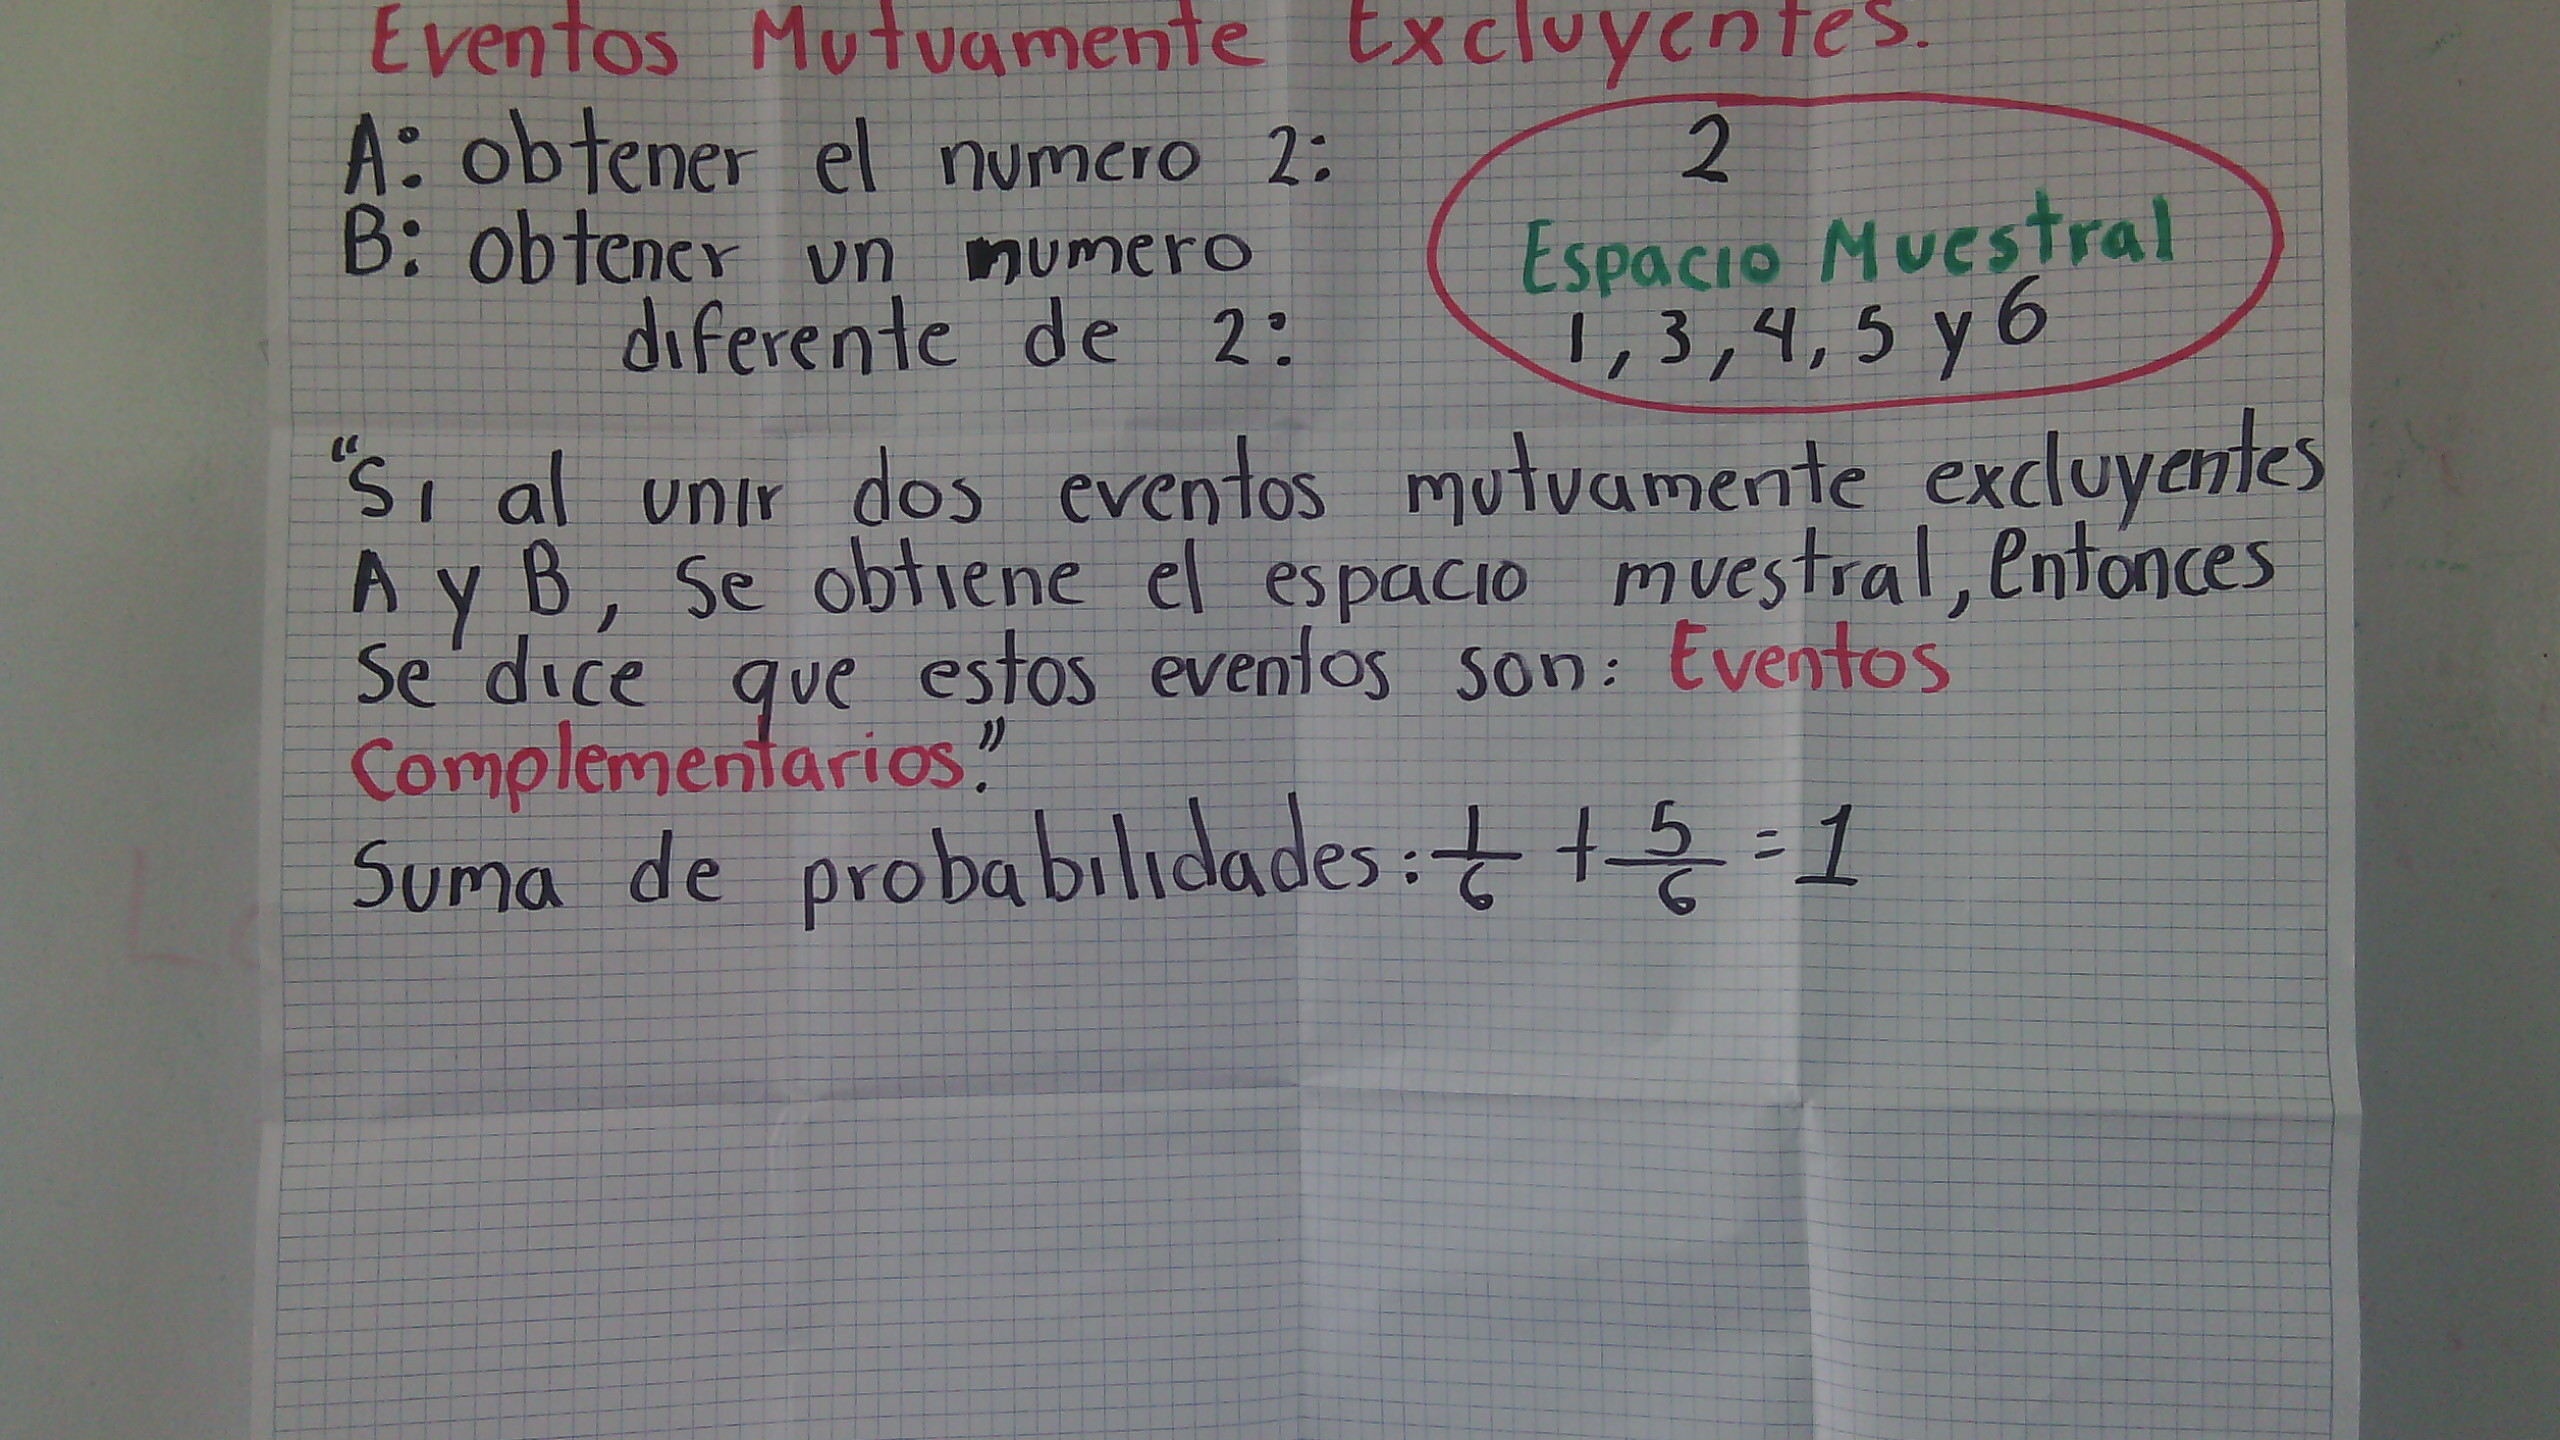 Eventos Mutuamente Excluyentes.
A: obtener el numero 2: 2
B: obtener un numero Espacio Muestral
diferente de 2: 1, 3, 4, 5 y 6
"Si al unir dos eventos mutuamente excluyentes
A y B, se obtiene el espacio muestral, entonces
se dice que estos eventos son: Eventos
Complementarios."
Suma de probabilidades: 1/6 + 5/6 = 1